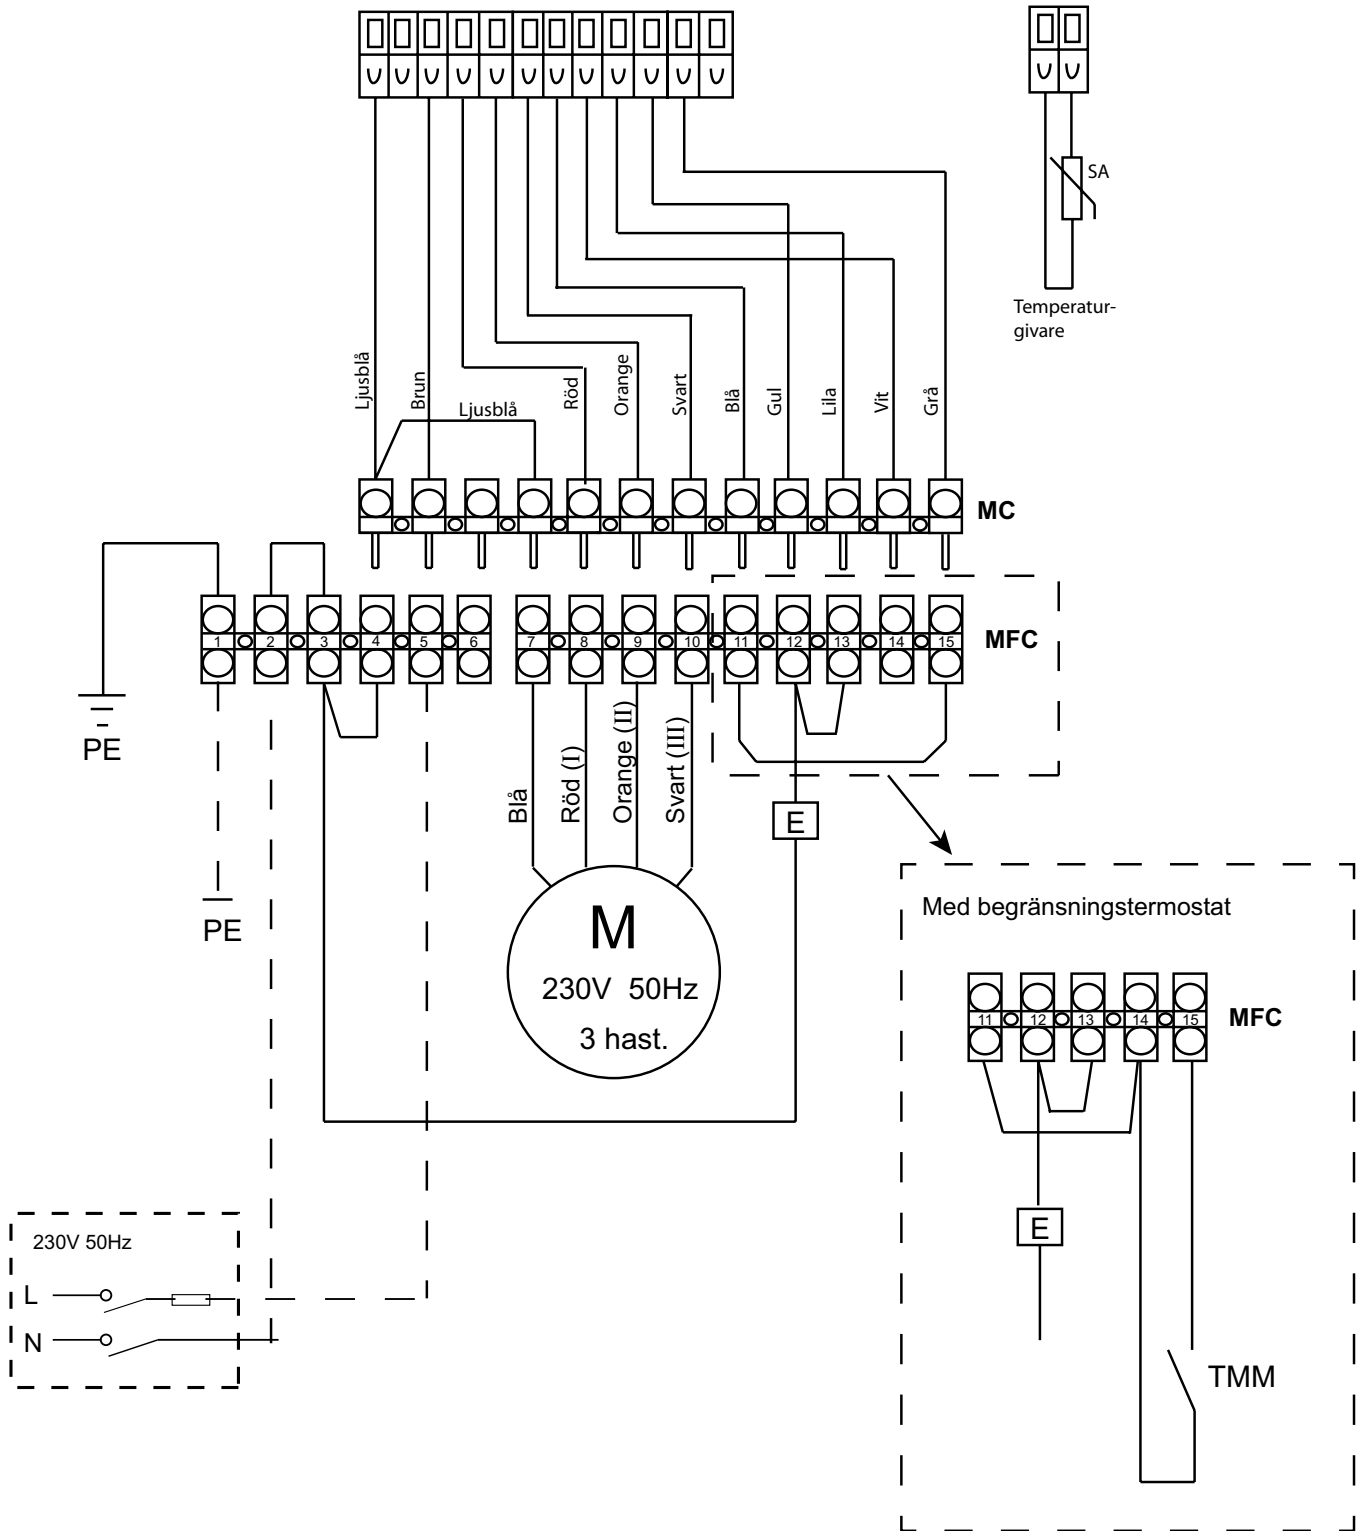 SA
Temperatur-
givare
Ljusblå
Brun
Ljusblå
Röd
Orange
Svart
Blå
Gul
Lila
Vit
Grå
MC
1 2 3 4 5 6 7 8 9 10 11 12 13 14 15
MFC
PE
PE
Blå
Röd (I)
Orange (II)
Svart (III)
E
M
230V 50Hz
3 hast.
Med begränsningstermostat
11 12 13 14 15
MFC
E
TMM
230V 50Hz
L
N